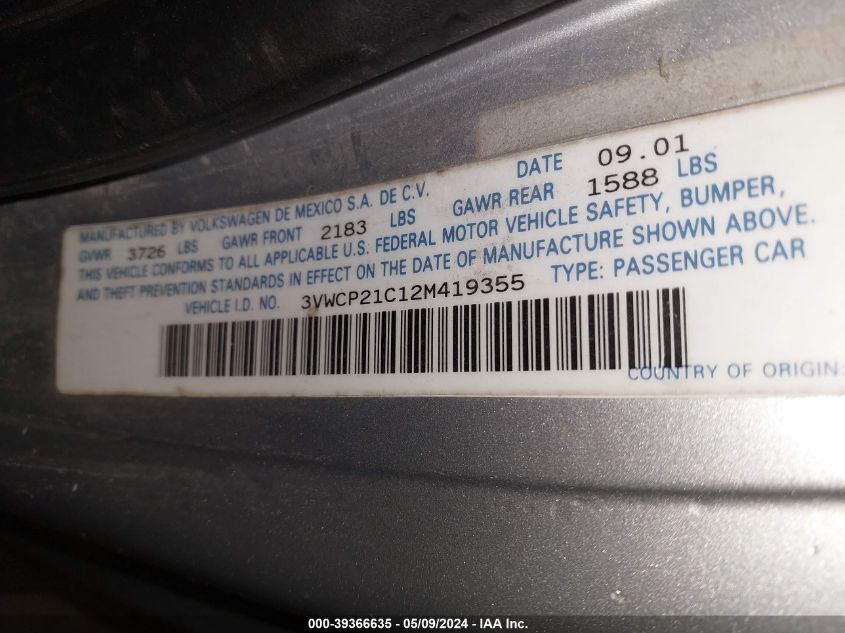 MANUFACTURED BY VOLKSWAGEN DE MEXICO S.A. DE C.V. DATE 09.01
GVWR 3726 LBS GAWR FRONT 2183 LBS GAWR REAR 1588 LBS
THIS VEHICLE CONFORMS TO ALL APPLICABLE U.S. FEDERAL MOTOR VEHICLE SAFETY, BUMPER,
AND THEFT PREVENTION STANDARDS IN EFFECT ON THE DATE OF MANUFACTURE SHOWN ABOVE.
VEHICLE I.D. NO. 3VWCP21C12M419355 TYPE: PASSENGER CAR
COUNTRY OF ORIGIN:
000-39366635 / 05/09/2024 - IAA Inc.